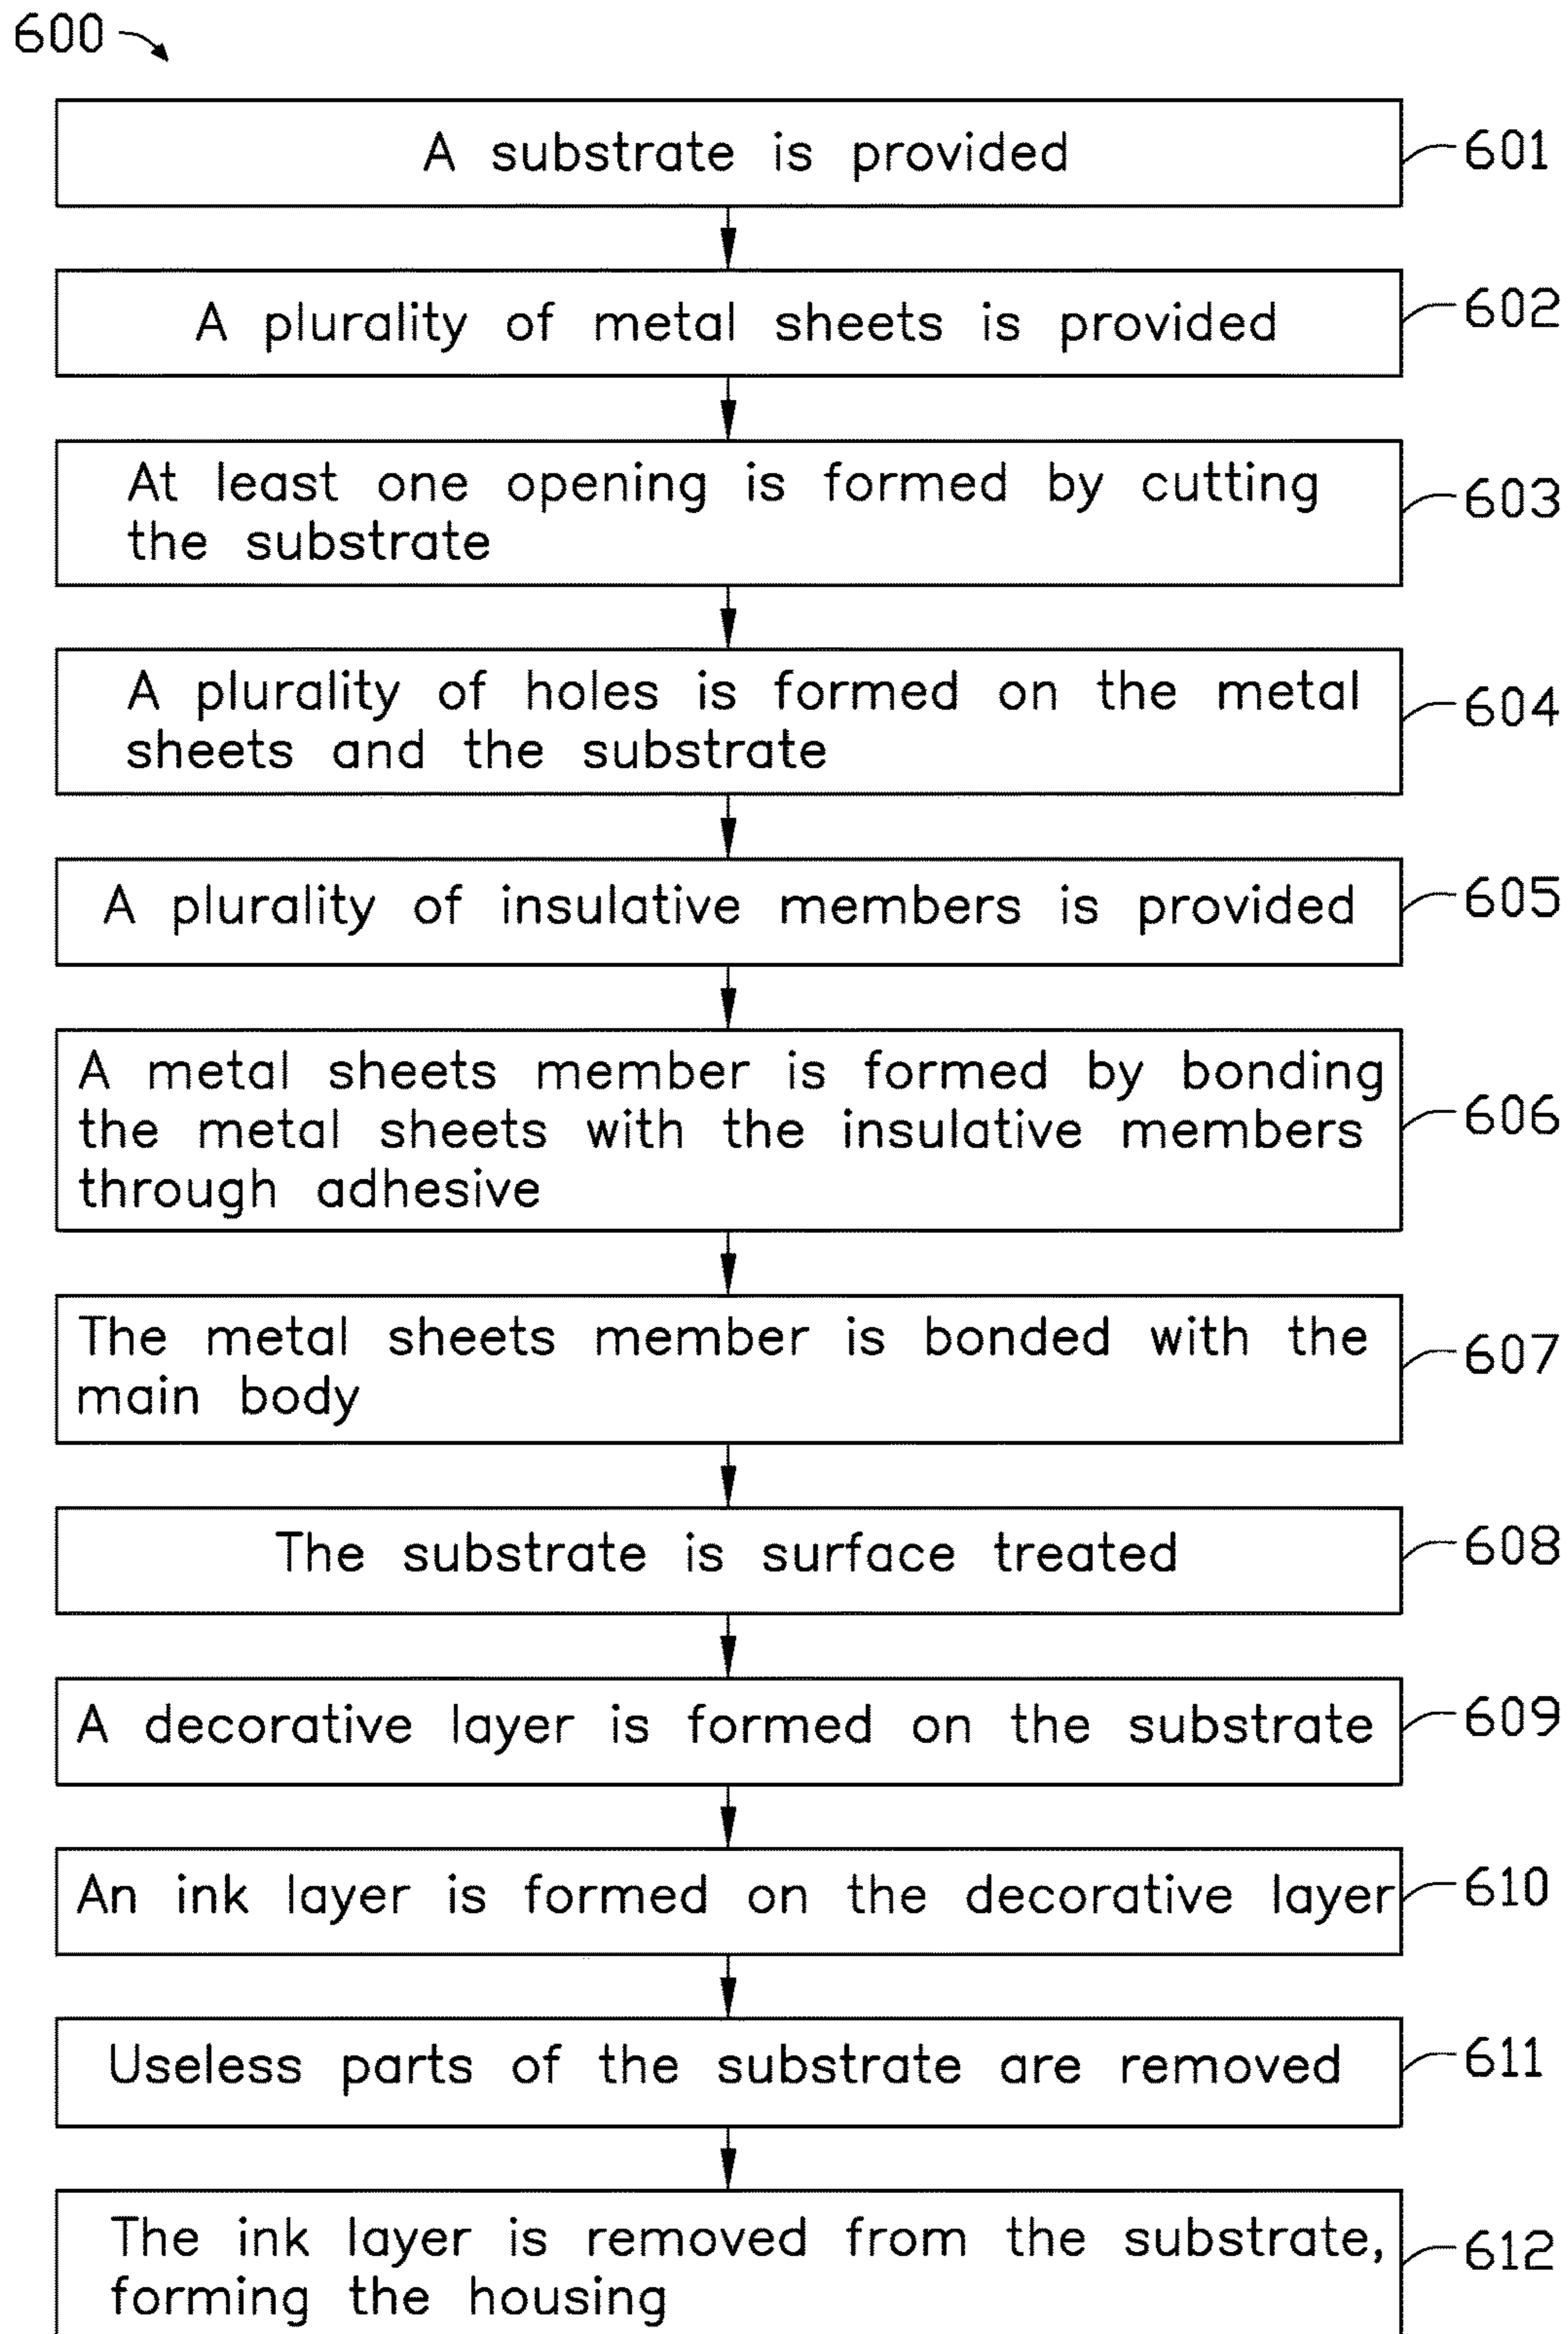 600
A substrate is provided
601
A plurality of metal sheets is provided
602
At least one opening is formed by cutting
the substrate
603
A plurality of holes is formed on the metal
sheets and the substrate
604
A plurality of insulative members is provided
605
A metal sheets member is formed by bonding
the metal sheets with the insulative members
through adhesive
606
The metal sheets member is bonded with the
main body
607
The substrate is surface treated
608
A decorative layer is formed on the substrate
609
An ink layer is formed on the decorative layer
610
Useless parts of the substrate are removed
611
The ink layer is removed from the substrate,
forming the housing
612